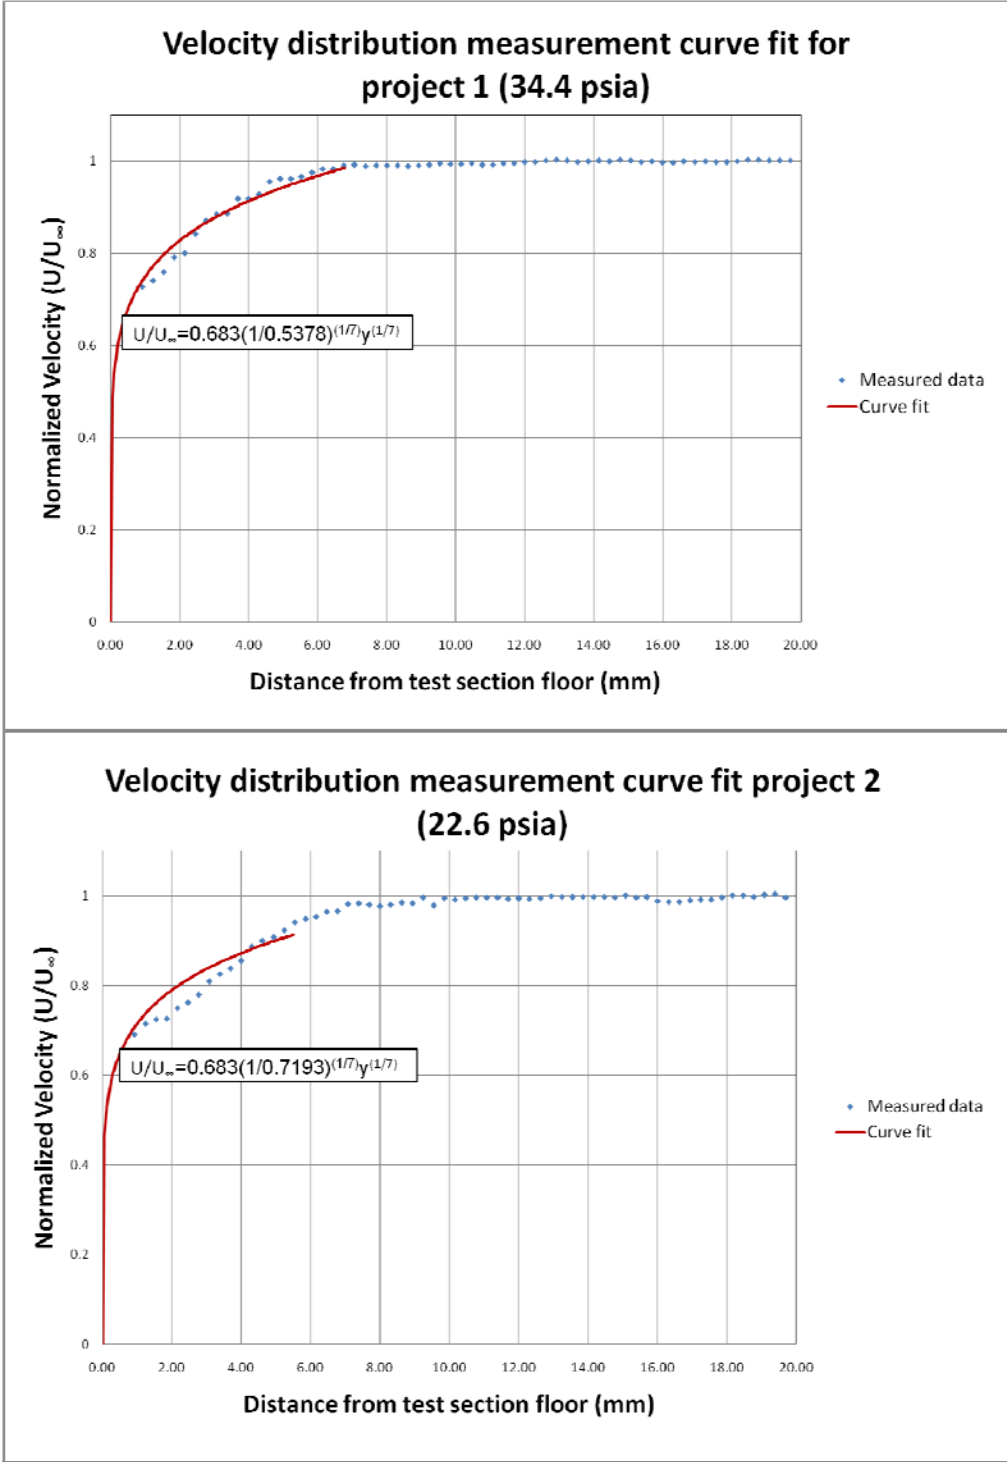 Velocity distribution measurement curve fit for
project 1 (34.4 psia)
Normalized Velocity (U/U∞)
1
0.8
0.6
0.4
0.2
0
U/U∞=0.683(1/0.5378)^(1/7)y^(1/7)
Measured data
Curve fit
0.00 2.00 4.00 6.00 8.00 10.00 12.00 14.00 16.00 18.00 20.00
Distance from test section floor (mm)
Velocity distribution measurement curve fit project 2
(22.6 psia)
Normalized Velocity (U/U∞)
1
0.8
0.6
0.4
0.2
0
U/U∞=0.683(1/0.7193)^(1/7)y^(1/7)
Measured data
Curve fit
0.00 2.00 4.00 6.00 8.00 10.00 12.00 14.00 16.00 18.00 20.00
Distance from test section floor (mm)